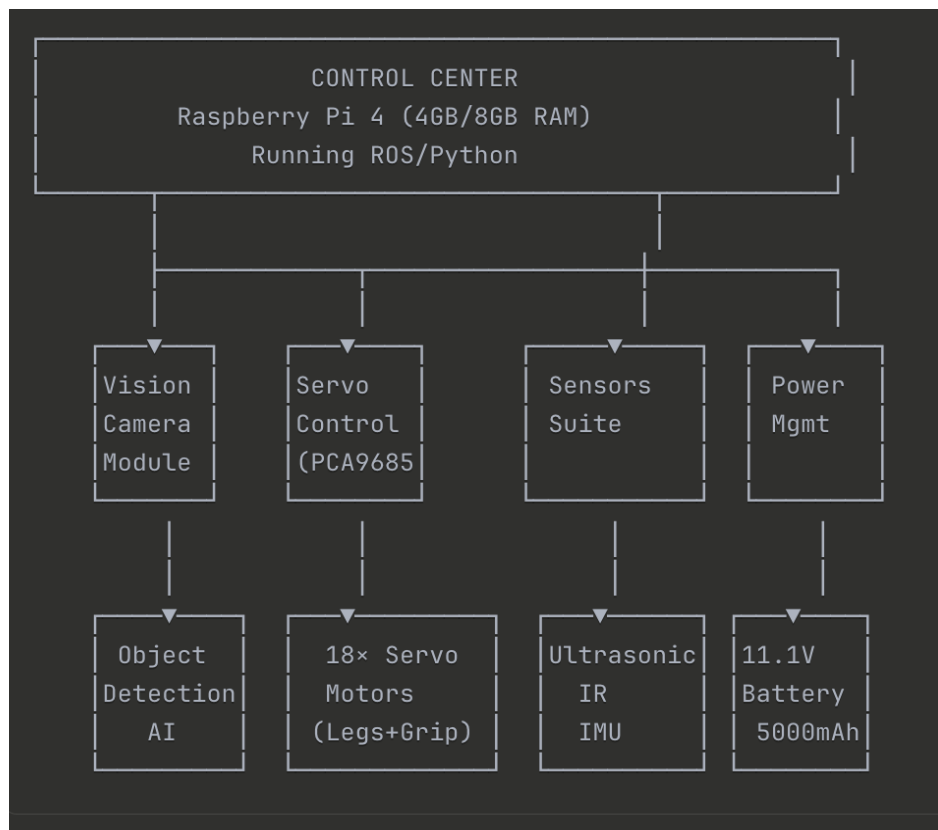 CONTROL CENTER
Raspberry Pi 4 (4GB/8GB RAM)
Running ROS/Python
Vision
Camera
Module
Servo
Control
(PCA9685
Sensors
Suite
Power
Mgmt
Object
Detection
AI
18× Servo
Motors
(Legs+Grip)
Ultrasonic
IR
IMU
11.1V
Battery
5000mAh